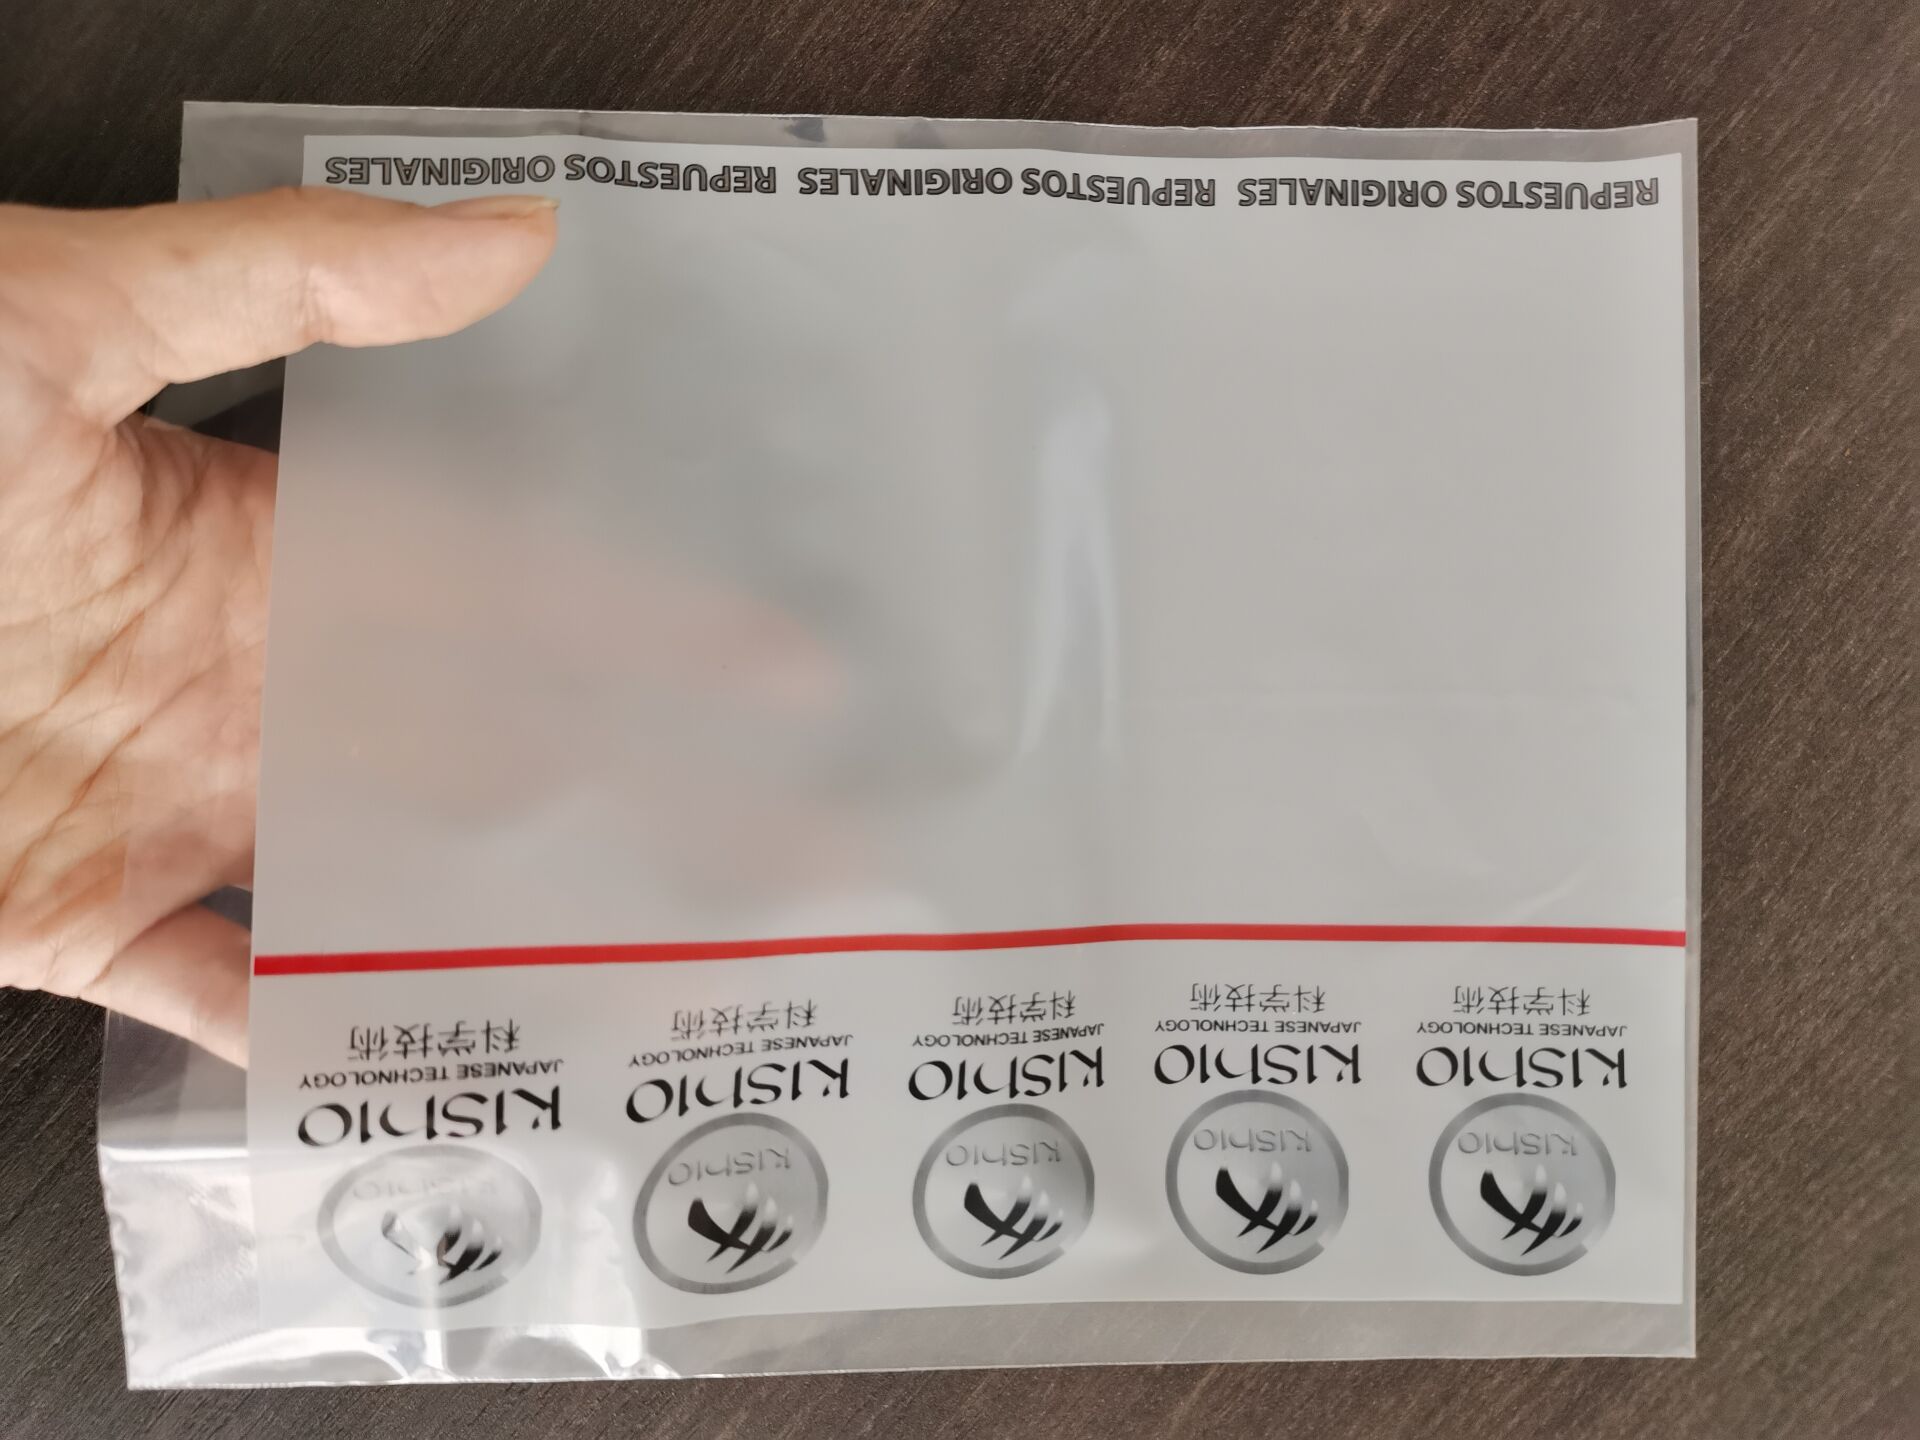 KISHIO KISHIO KISHIO KISHIO KISHIO
KISHIO KISHIO KISHIO KISHIO KISHIO
JAPANESE TECHNOLOGY JAPANESE TECHNOLOGY JAPANESE TECHNOLOGY JAPANESE TECHNOLOGY JAPANESE TECHNOLOGY
科学技術 科学技術 科学技術 科学技術 科学技術
REPUESTOS ORIGINALES REPUESTOS ORIGINALES REPUESTOS ORIGINALES